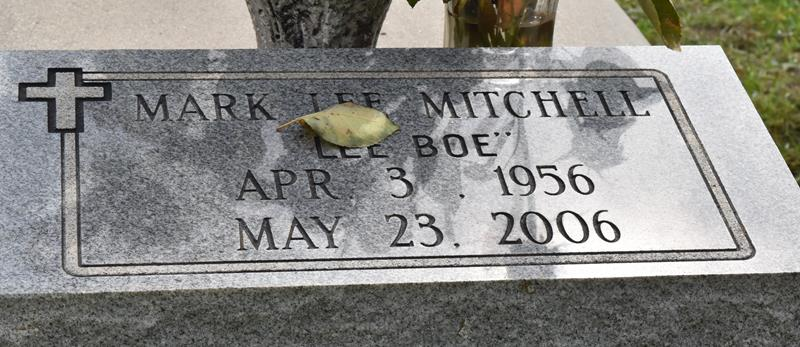 MARK LEE MITCHELL
"LEE BOE"
APR. 3, 1956
MAY 23, 2006